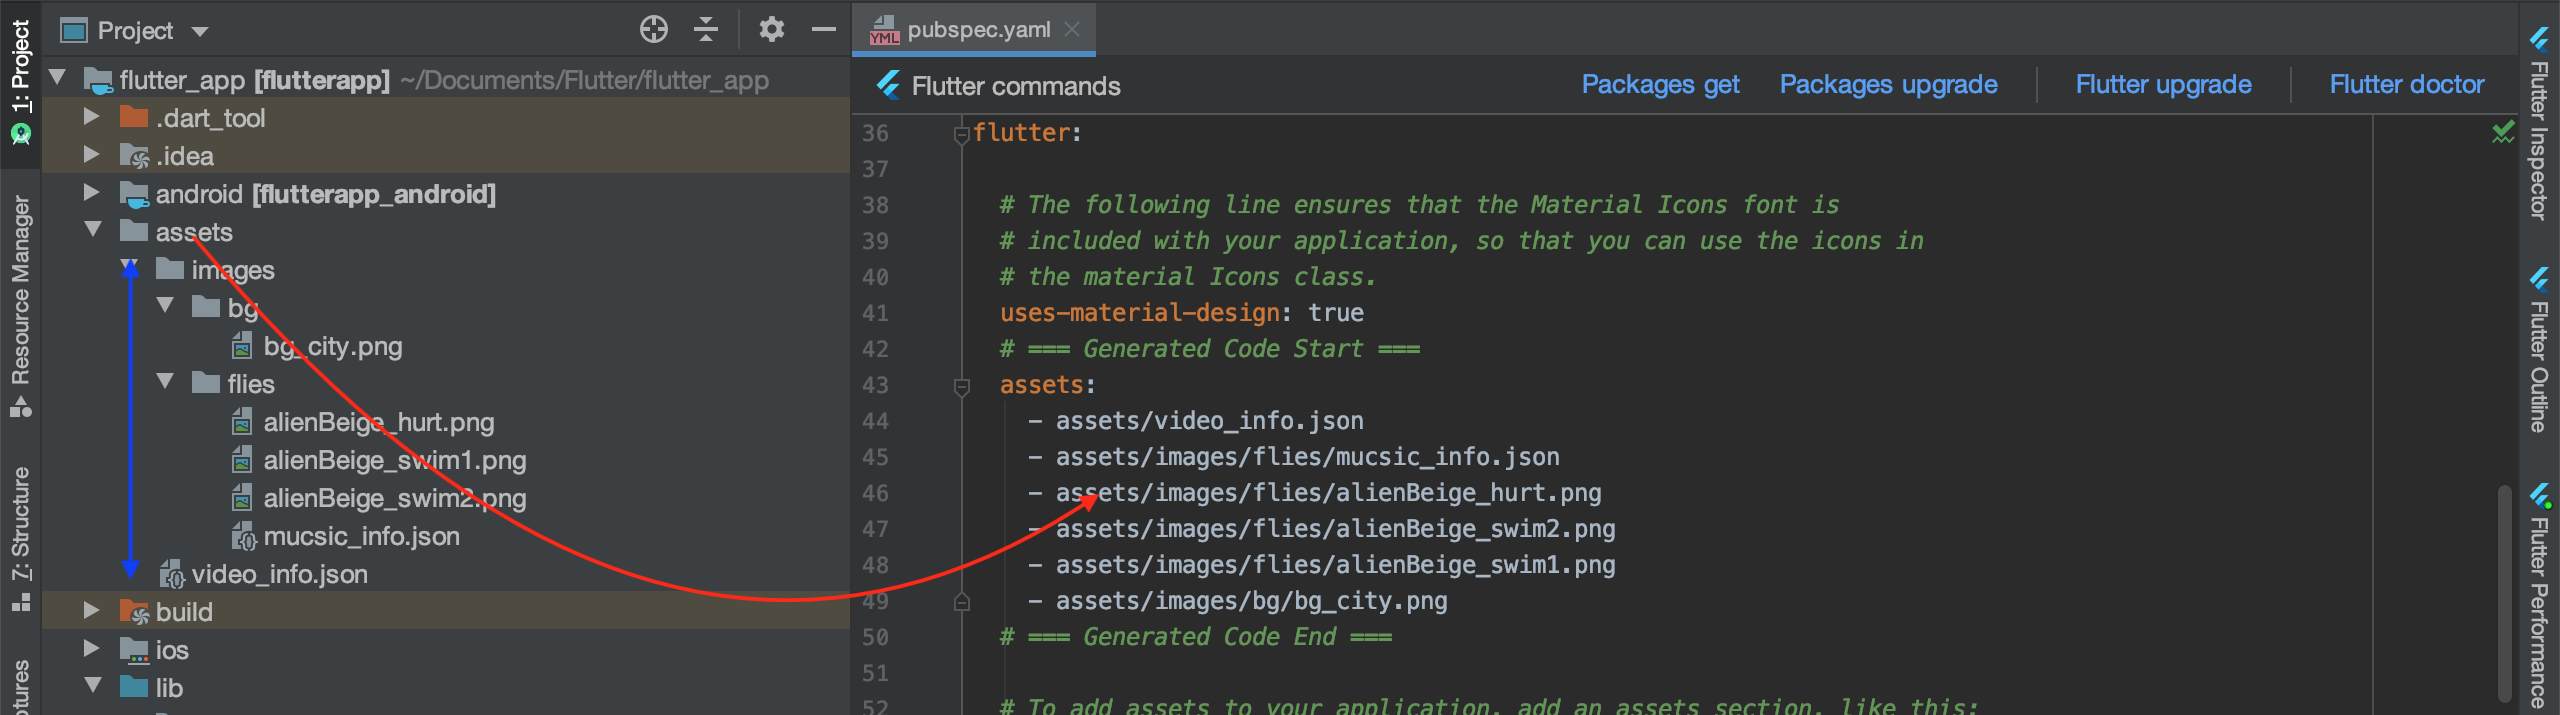 1: Project
Resource Manager
7: Structure
Project
flutter_app [flutterapp] ~/Documents/Flutter/flutter_app
.dart_tool
.idea
android [flutterapp_android]
assets
images
bg
bg_city.png
flies
alienBeige_hurt.png
alienBeige_swim1.png
alienBeige_swim2.png
mucsic_info.json
video_info.json
build
ios
lib
YML pubspec.yaml
Flutter commands
Packages get Packages upgrade Flutter upgrade Flutter doctor
36 flutter:
37
38 # The following line ensures that the Material Icons font is
39 # included with your application, so that you can use the icons in
40 # the material Icons class.
41 uses-material-design: true
42 # === Generated Code Start ===
43 assets:
44 - assets/video_info.json
45 - assets/images/flies/mucsic_info.json
46 - assets/images/flies/alienBeige_hurt.png
47 - assets/images/flies/alienBeige_swim2.png
48 - assets/images/flies/alienBeige_swim1.png
49 - assets/images/bg/bg_city.png
50 # === Generated Code End ===
51
52 # To add assets to your application, add an assets section, like this:
Flutter Inspector
Flutter Outline
Flutter Performance